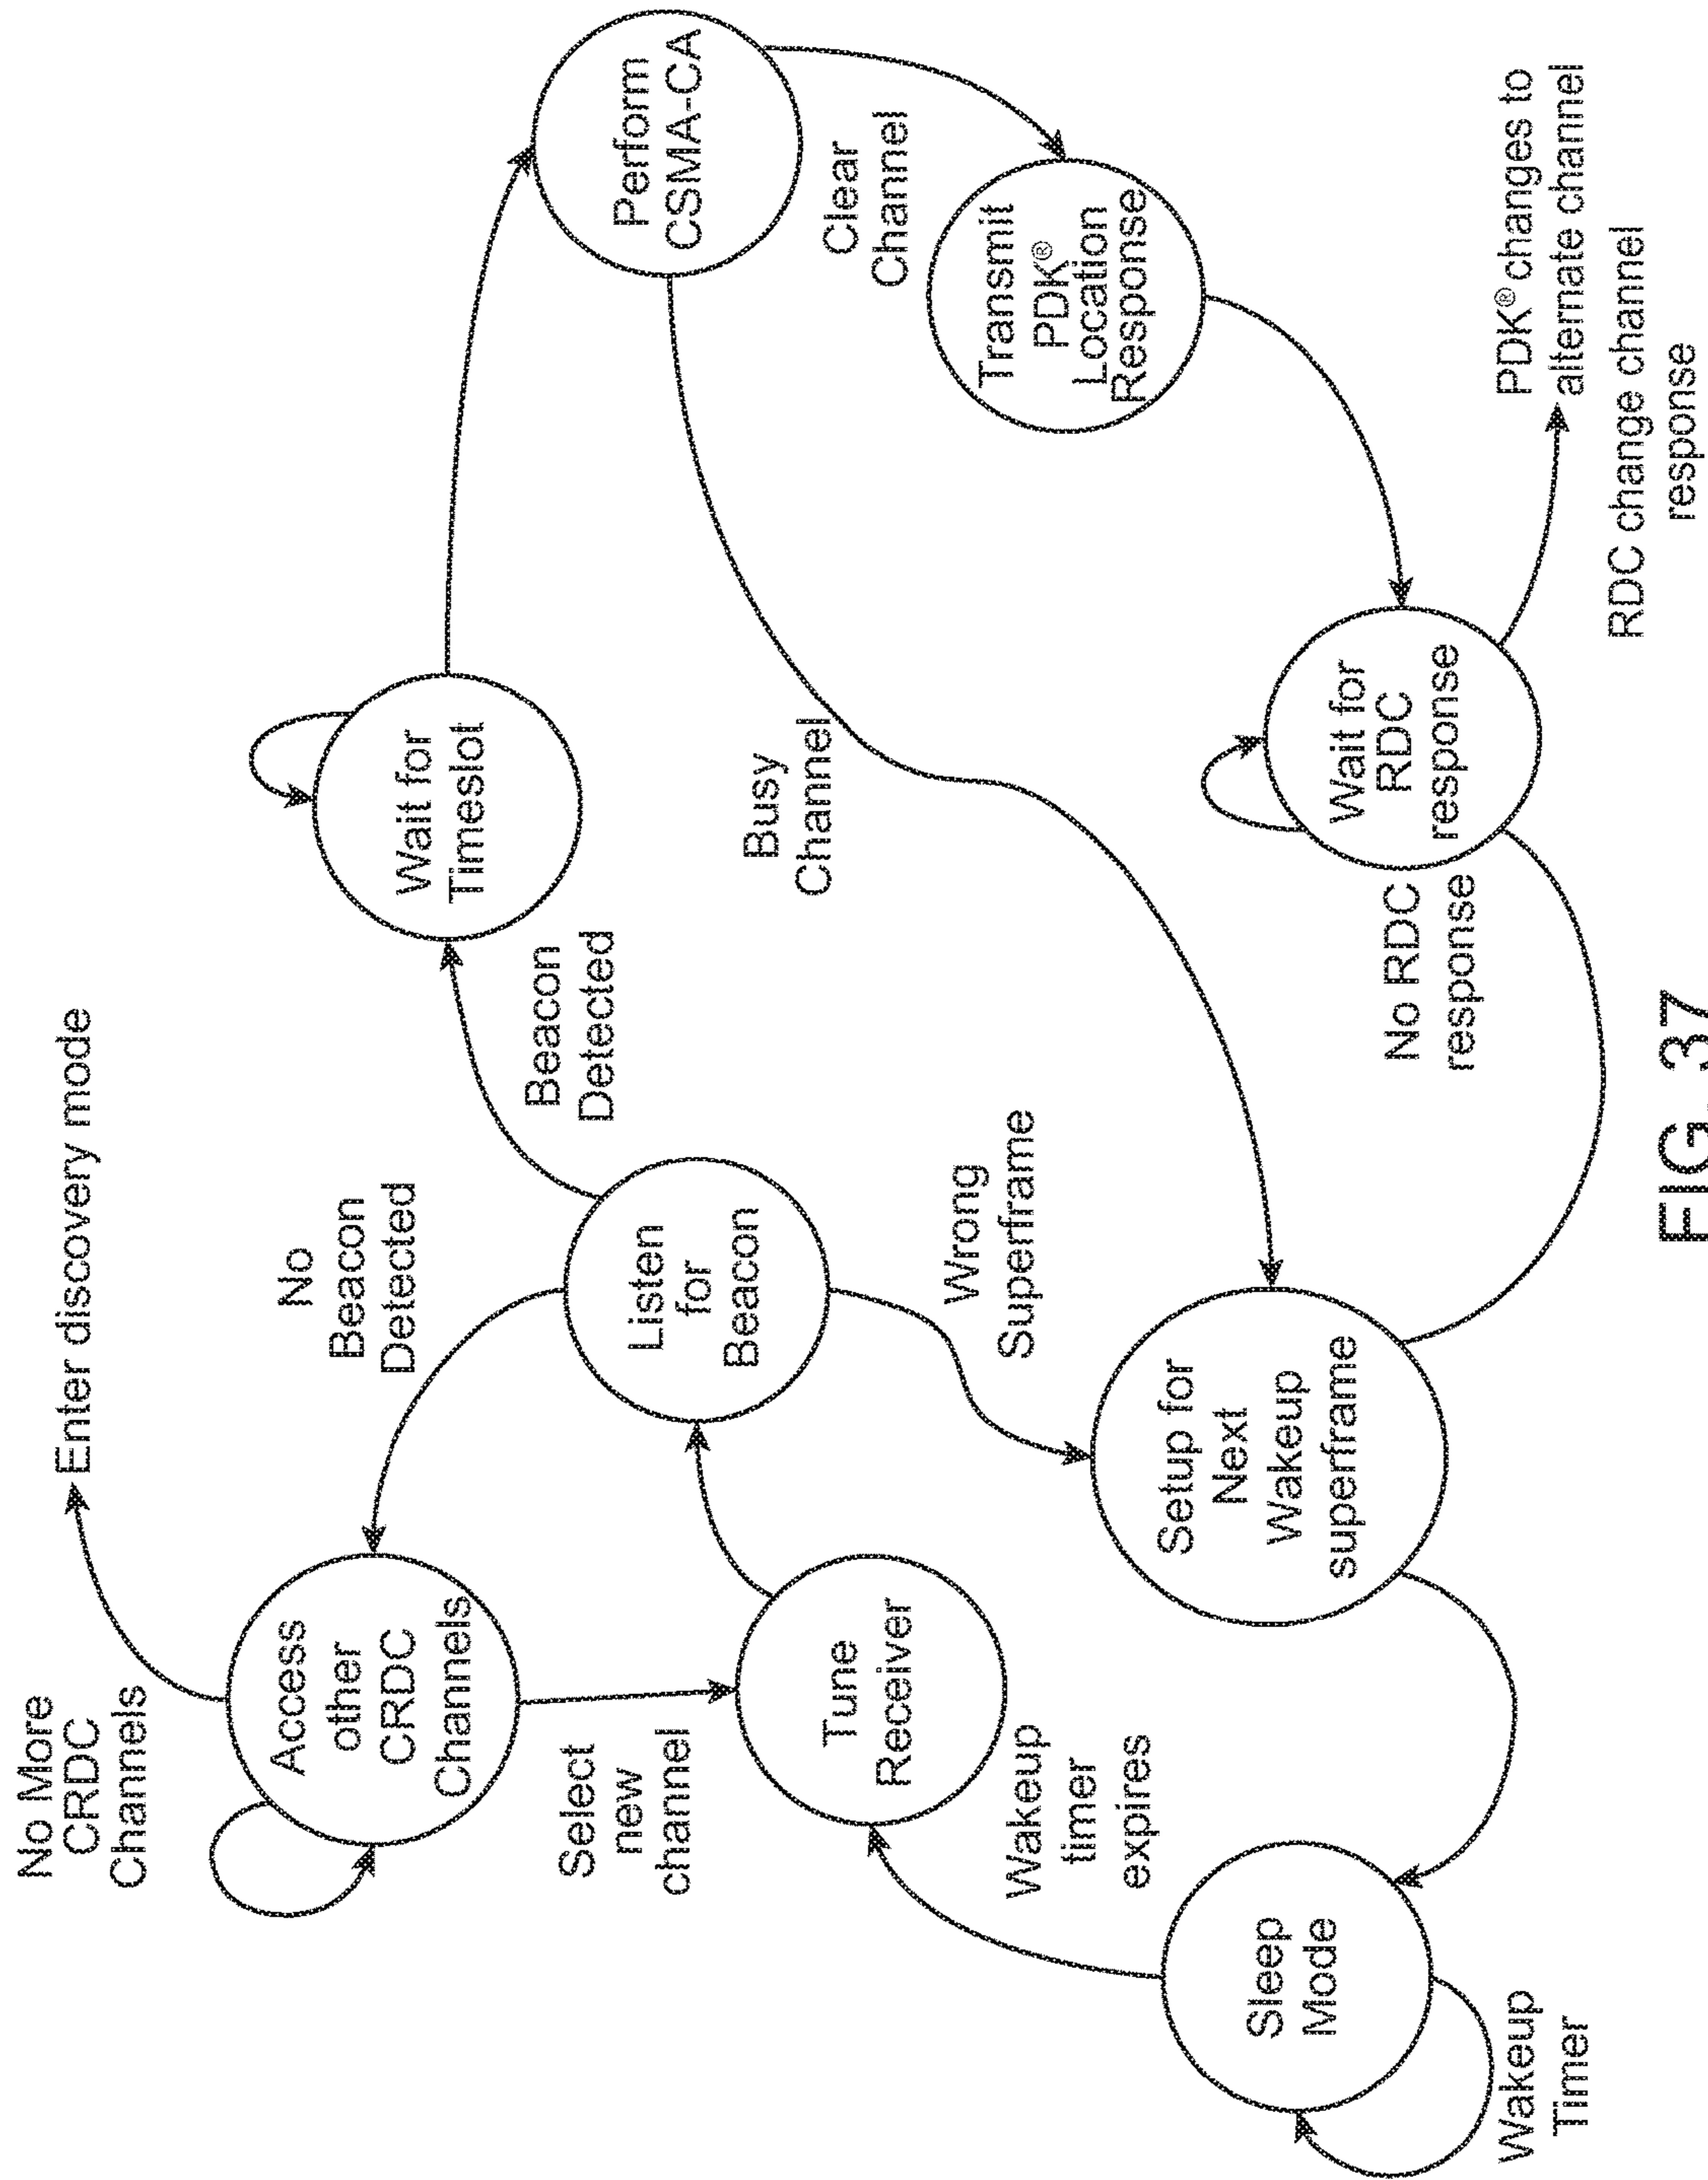 No More
CRDC
Channels
Enter discovery mode
Access
other
CRDC
Channels
No
Beacon
Detected
Select
new
channel
Tune
Receiver
Listen
for
Beacon
Beacon
Detected
Wait for
Timeslot
Perform
CSMA-CA
Busy
Channel
Clear
Channel
Transmit
PDK®
Location
Response
Wrong
Superframe
Wakeup
timer
expires
Sleep
Mode
Wakeup
Timer
Setup for
Next
Wakeup
superframe
No RDC
response
Wait for
RDC
response
PDK® changes to
alternate channel
RDC change channel
response
FIG. 37